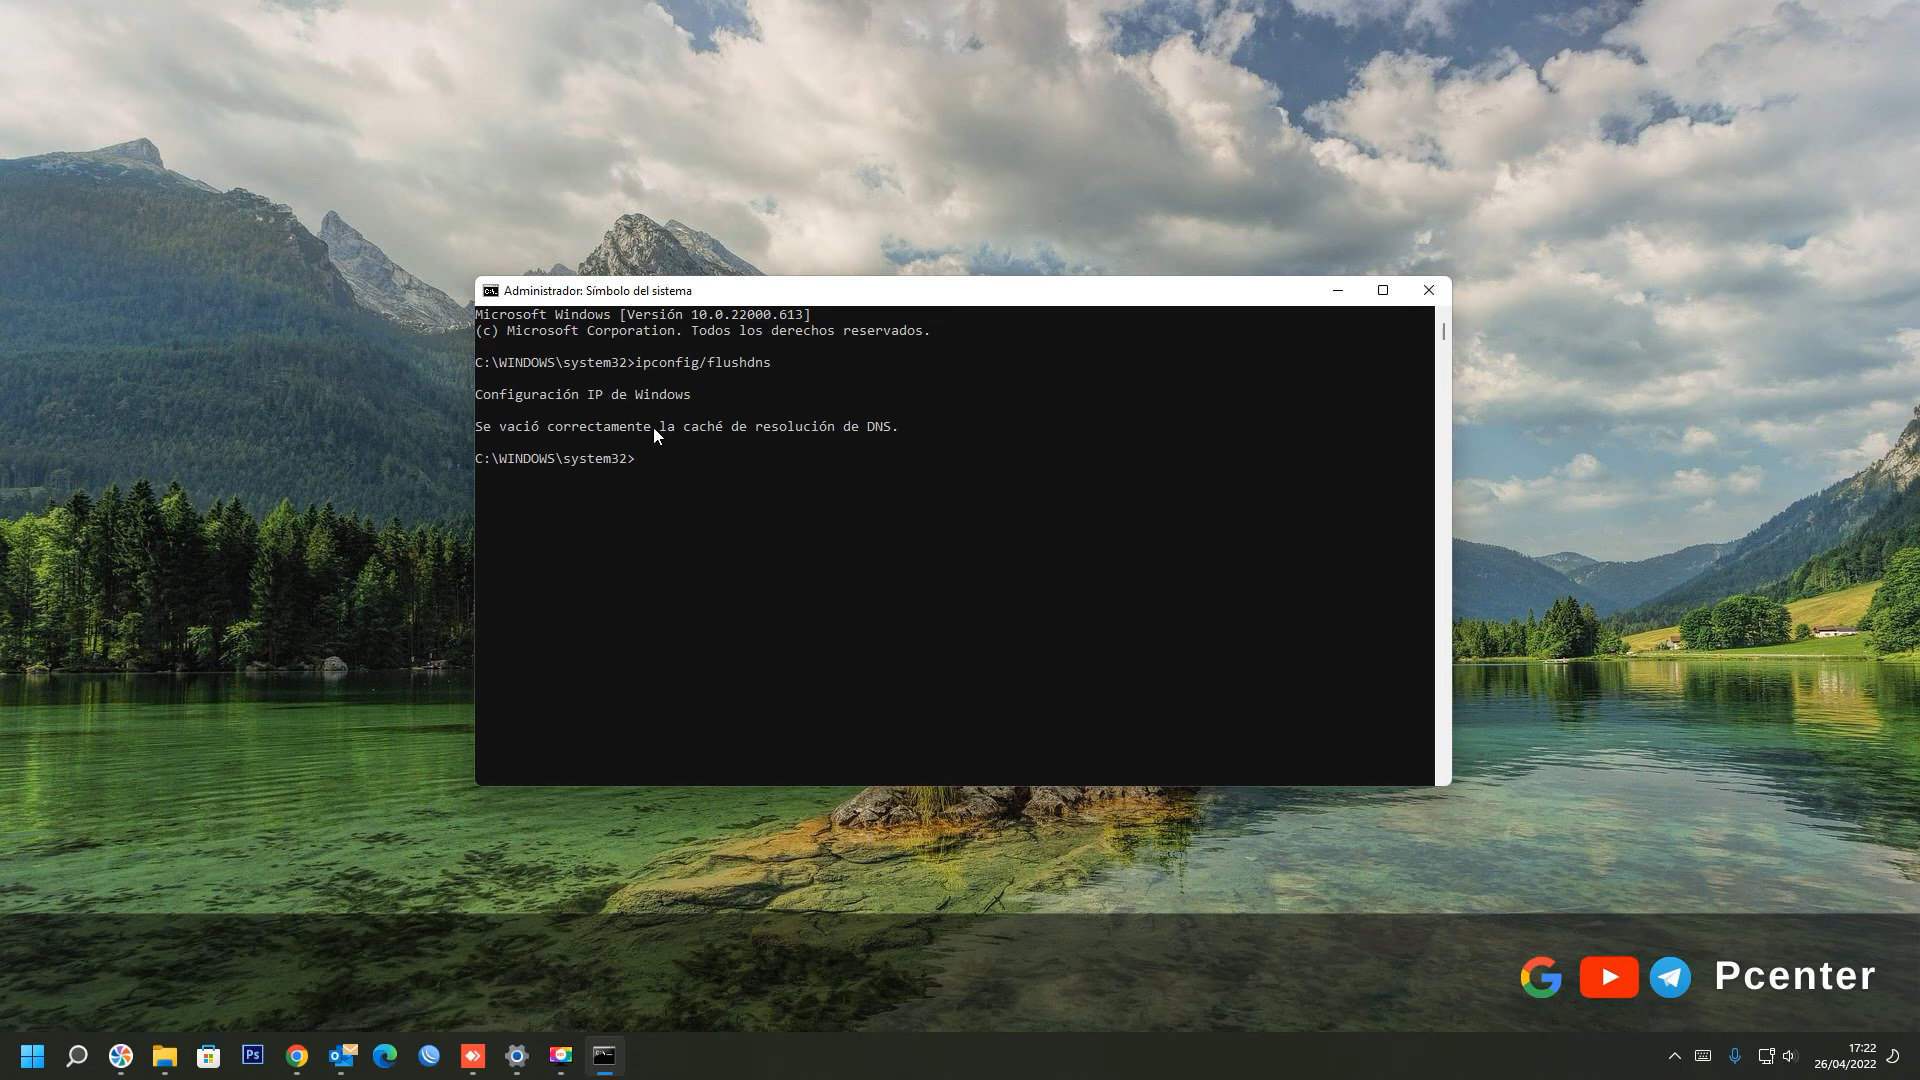 Administrador: Símbolo del sistema
Microsoft Windows [Versión 10.0.22000.613]
(c) Microsoft Corporation. Todos los derechos reservados.
C:\WINDOWS\system32>ipconfig/flushdns
Configuración IP de Windows
Se vació correctamente la caché de resolución de DNS.
C:\WINDOWS\system32>
Pcenter
Ps
17:22
26/04/2022